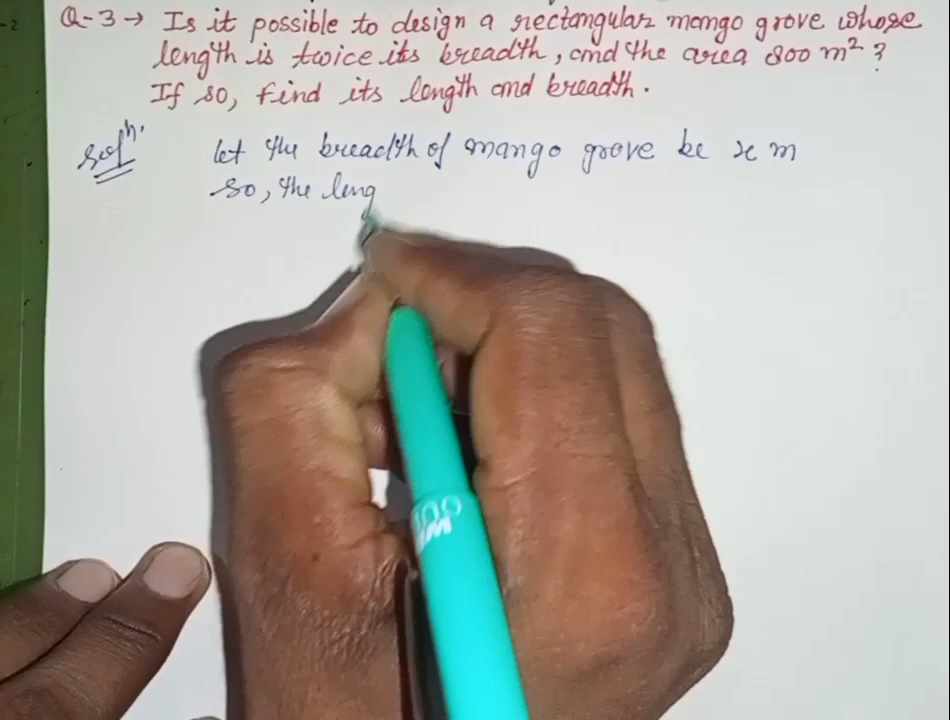 Q-3 → Is it possible to design a rectangular mango grove whose
length is twice its breadth, and the area 800 m² ?
If so, find its length and breadth.
Solⁿ. let the breadth of mango grove be x m
so, the leng